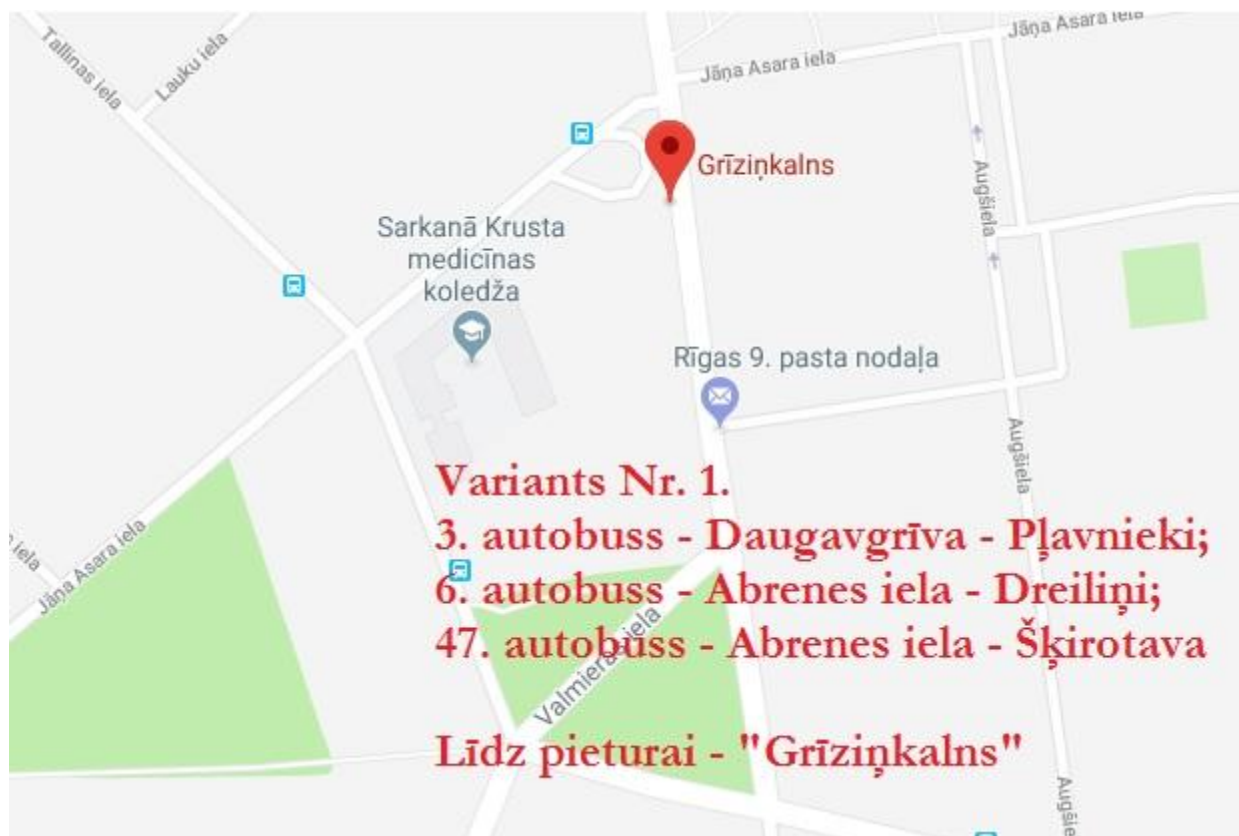 Tallinas iela
Lauku iela
Jāņa Asara iela
Jāņa Asara iela
Grīziņkalns
Augšiela
Sarkanā Krusta
medicīnas
koledža
Rīgas 9. pasta nodaļa
Augšiela
Variants Nr. 1.
3. autobuss - Daugavgrīva - Pļavnieki;
6. autobuss - Abrenes iela - Dreiliņi;
47. autobuss - Abrenes iela - Šķirotava
iela
Jāņa Asara iela
Valmieras iela
Līdz pieturai - "Grīziņkalns"
Augšiela